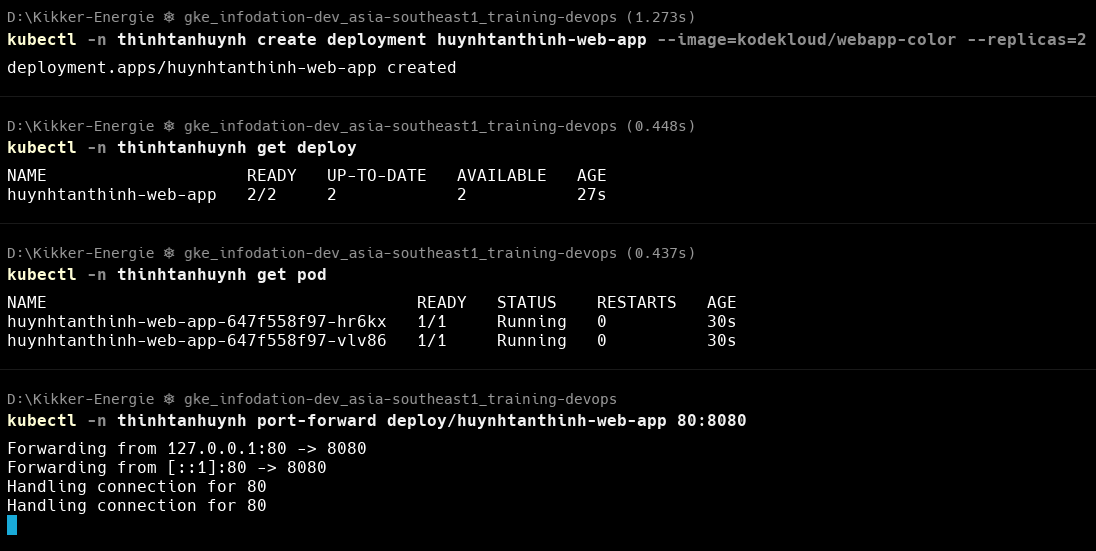 D:\Kikker-Energie ☸ gke_infodation-dev_asia-southeast1_training-devops (1.273s)
kubectl -n thinhtanhuynh create deployment huynhtanthinh-web-app --image=kodekloud/webapp-color --replicas=2
deployment.apps/huynhtanthinh-web-app created
D:\Kikker-Energie ☸ gke_infodation-dev_asia-southeast1_training-devops (0.448s)
kubectl -n thinhtanhuynh get deploy
NAME                    READY   UP-TO-DATE   AVAILABLE   AGE
huynhtanthinh-web-app   2/2     2            2           27s
D:\Kikker-Energie ☸ gke_infodation-dev_asia-southeast1_training-devops (0.437s)
kubectl -n thinhtanhuynh get pod
NAME                                     READY   STATUS    RESTARTS   AGE
huynhtanthinh-web-app-647f558f97-hr6kx   1/1     Running   0          30s
huynhtanthinh-web-app-647f558f97-vlv86   1/1     Running   0          30s
D:\Kikker-Energie ☸ gke_infodation-dev_asia-southeast1_training-devops
kubectl -n thinhtanhuynh port-forward deploy/huynhtanthinh-web-app 80:8080
Forwarding from 127.0.0.1:80 -> 8080
Forwarding from [::1]:80 -> 8080
Handling connection for 80
Handling connection for 80